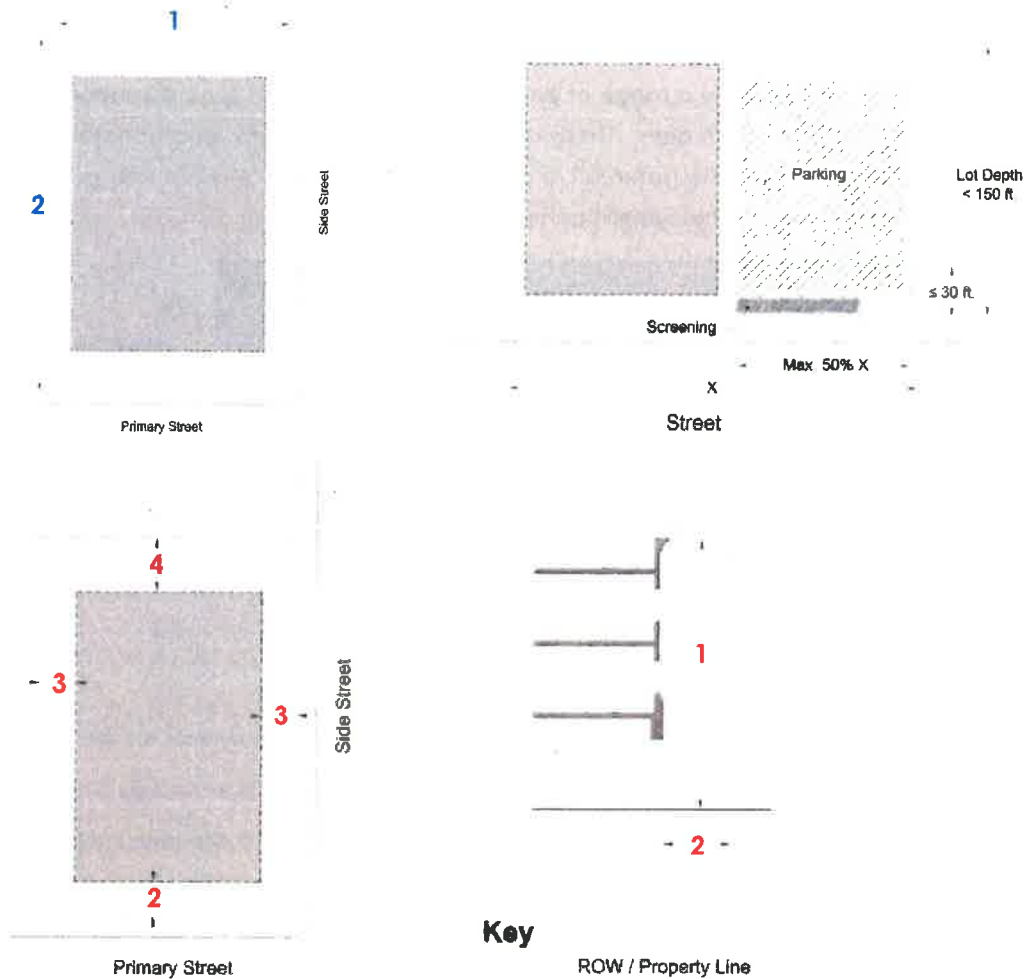 1
2
Side Street
Primary Street
Parking
Lot Depth
< 150 ft
≤ 30 ft.
Screening
Max 50% X
X
Street
4
3
3
Side Street
2
Primary Street
1
2
Key
ROW / Property Line